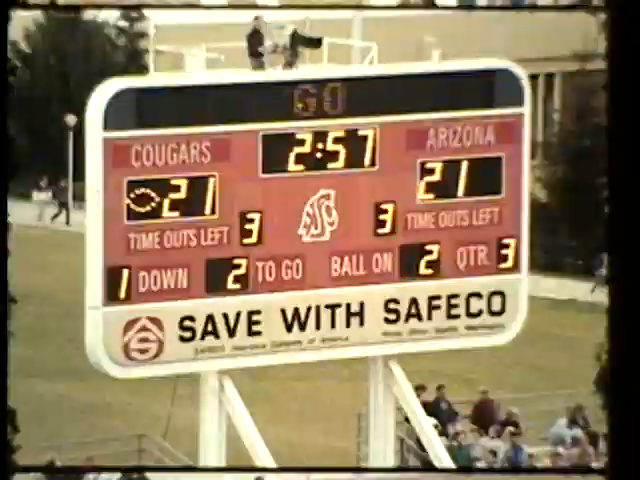 GO
COUGARS 2:57 ARIZONA
21 21
TIME OUTS LEFT 3 3 TIME OUTS LEFT
1 DOWN 2 TO GO BALL ON 2 QTR. 3
SAVE WITH SAFECO